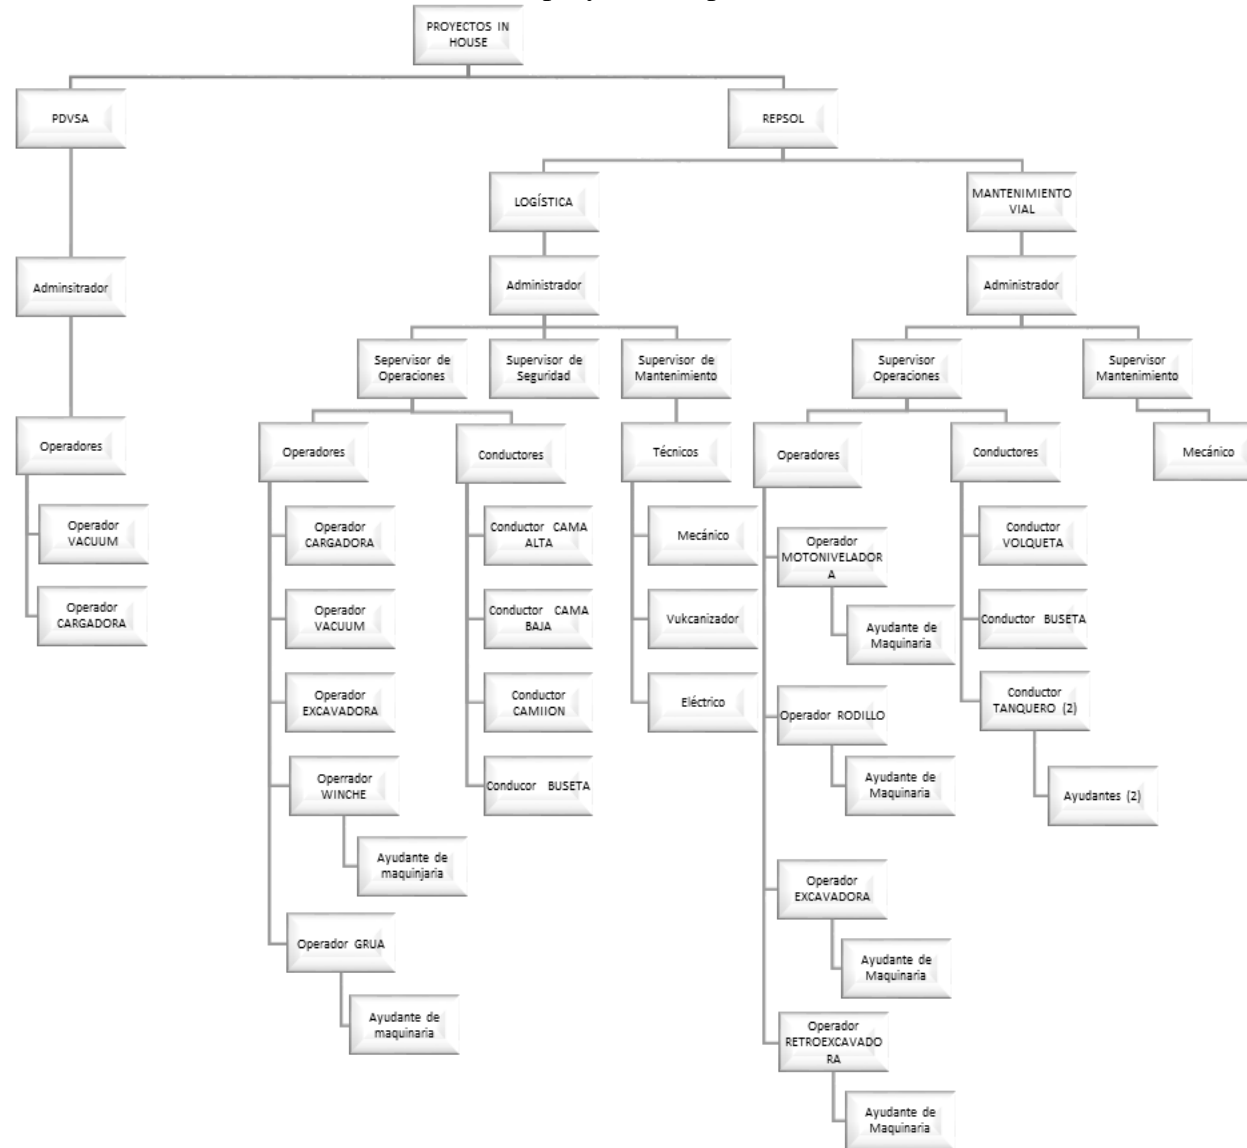 PROYECTOS IN
HOUSE
PDVSA
REPSOL
LOGÍSTICA
MANTENIMIENTO
VIAL
Adminsitrador
Administrador
Administrador
Sepervisor de
Operaciones
Supervisor de
Seguridad
Supervisor de
Mantenimiento
Supervisor
Operaciones
Supervisor
Mantenimiento
Operadores
Operadores
Conductores
Técnicos
Operadores
Conductores
Mecánico
Operador
VACUUM
Operador
CARGADORA
Operador
CARGADORA
Operador
VACUUM
Operador
EXCAVADORA
Operrador
WINCHE
Ayudante de
maquinjaria
Operador GRUA
Ayudante de
maquinaria
Conductor CAMA
ALTA
Conductor CAMA
BAJA
Conductor
CAMIION
Conducor BUSETA
Mecánico
Vukcanizador
Eléctrico
Operador
MOTONIVELADOR
A
Ayudante de
Maquinaria
Operador RODILLO
Ayudante de
Maquinaria
Operador
EXCAVADORA
Ayudante de
Maquinaria
Operador
RETROEXCAVADO
RA
Ayudante de
Maquinaria
Conductor
VOLQUETA
Conductor BUSETA
Conductor
TANQUERO (2)
Ayudantes (2)